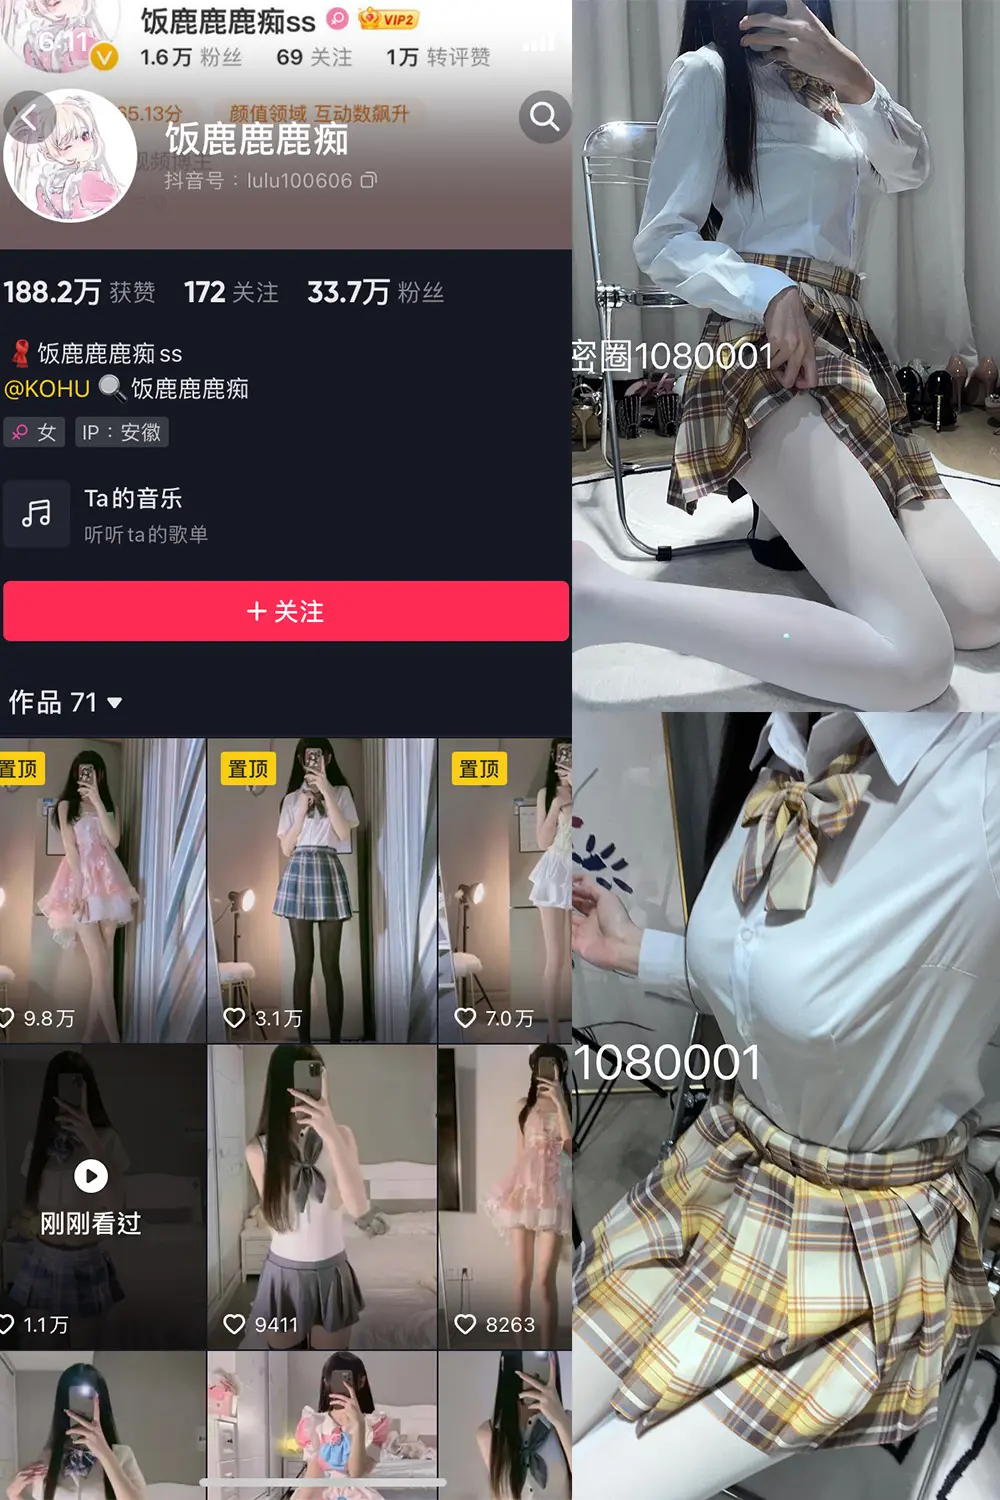 6:11
饭鹿鹿鹿痴ss
VIP2
1.6万 粉丝 69 关注 1万 转评赞
65.13分 颜值领域 互动数飙升
饭鹿鹿鹿痴
视频博主
抖音号：lulu100606
188.2万 获赞 172 关注 33.7万 粉丝
饭鹿鹿鹿痴 ss
@KOHU 饭鹿鹿鹿痴
女 IP：安徽
Ta的音乐
听听ta的歌单
+ 关注
作品 71
置顶 置顶 置顶
9.8万 3.1万 7.0万
刚刚看过
1.1万 9411 8263
密圈1080001
1080001